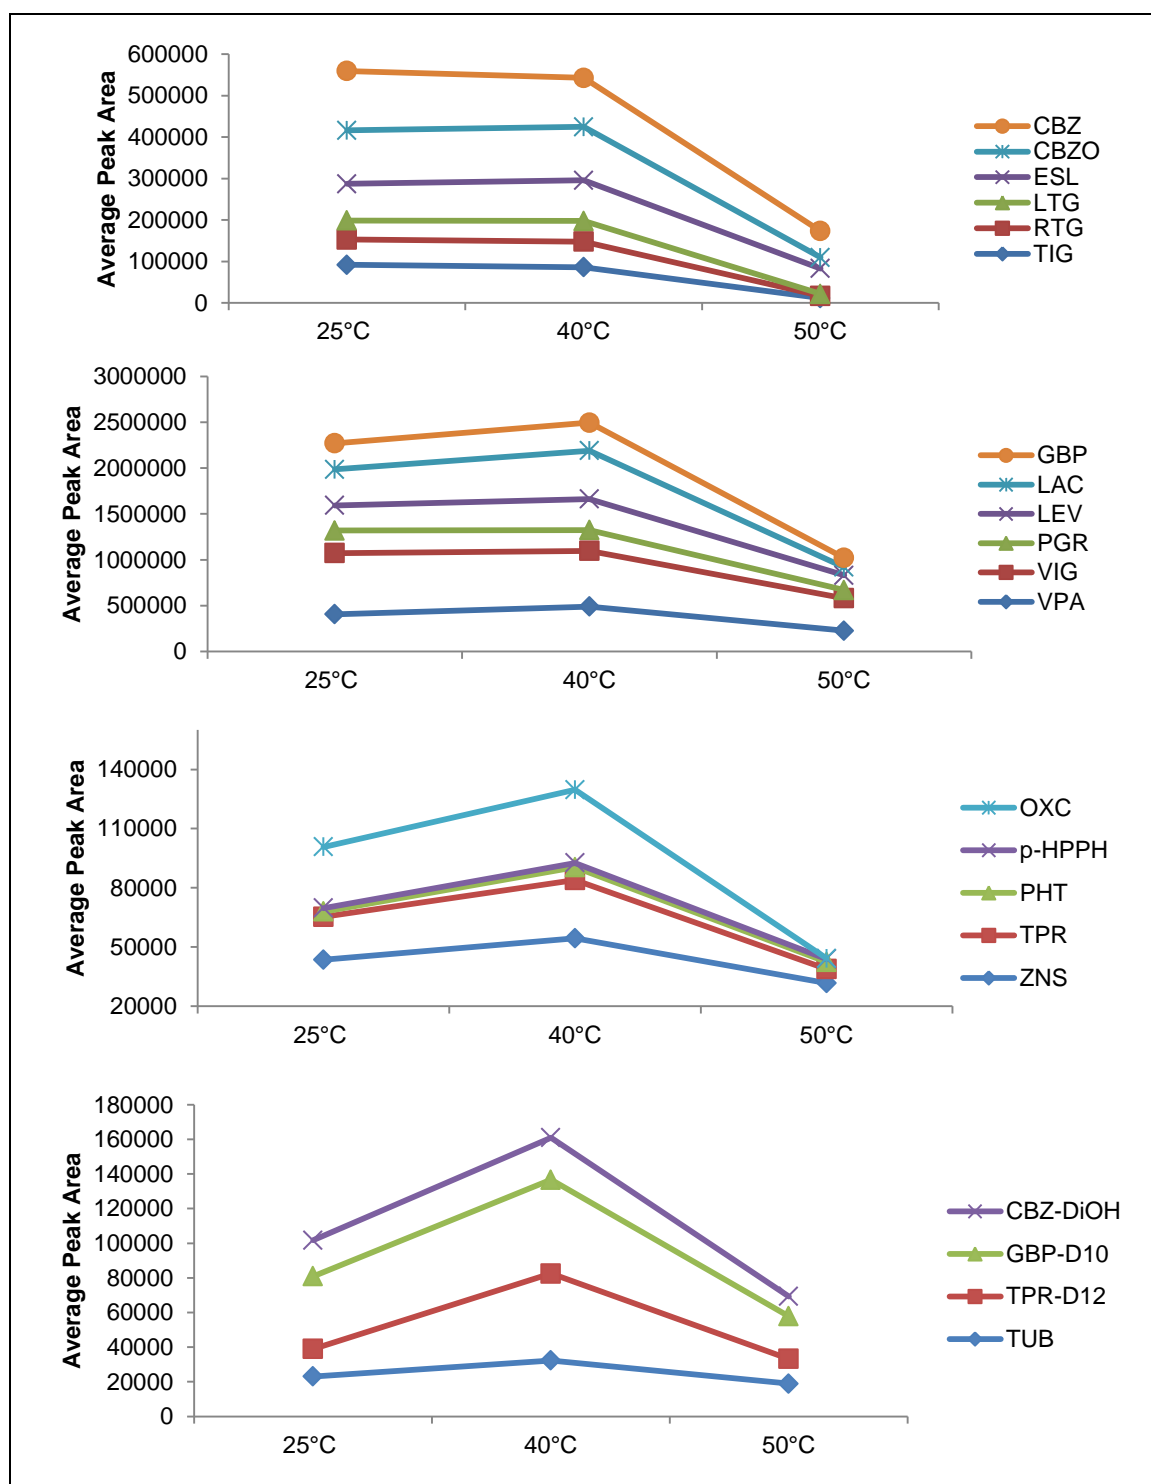 Average Peak Area
600000
500000
400000
300000
200000
100000
0
25°C 40°C 50°C
CBZ
CBZO
ESL
LTG
RTG
TIG
Average Peak Area
3000000
2500000
2000000
1500000
1000000
500000
0
25°C 40°C 50°C
GBP
LAC
LEV
PGR
VIG
VPA
Average Peak Area
140000
110000
80000
50000
20000
25°C 40°C 50°C
OXC
p-HPPH
PHT
TPR
ZNS
Average Peak Area
180000
160000
140000
120000
100000
80000
60000
40000
20000
0
25°C 40°C 50°C
CBZ-DiOH
GBP-D10
TPR-D12
TUB